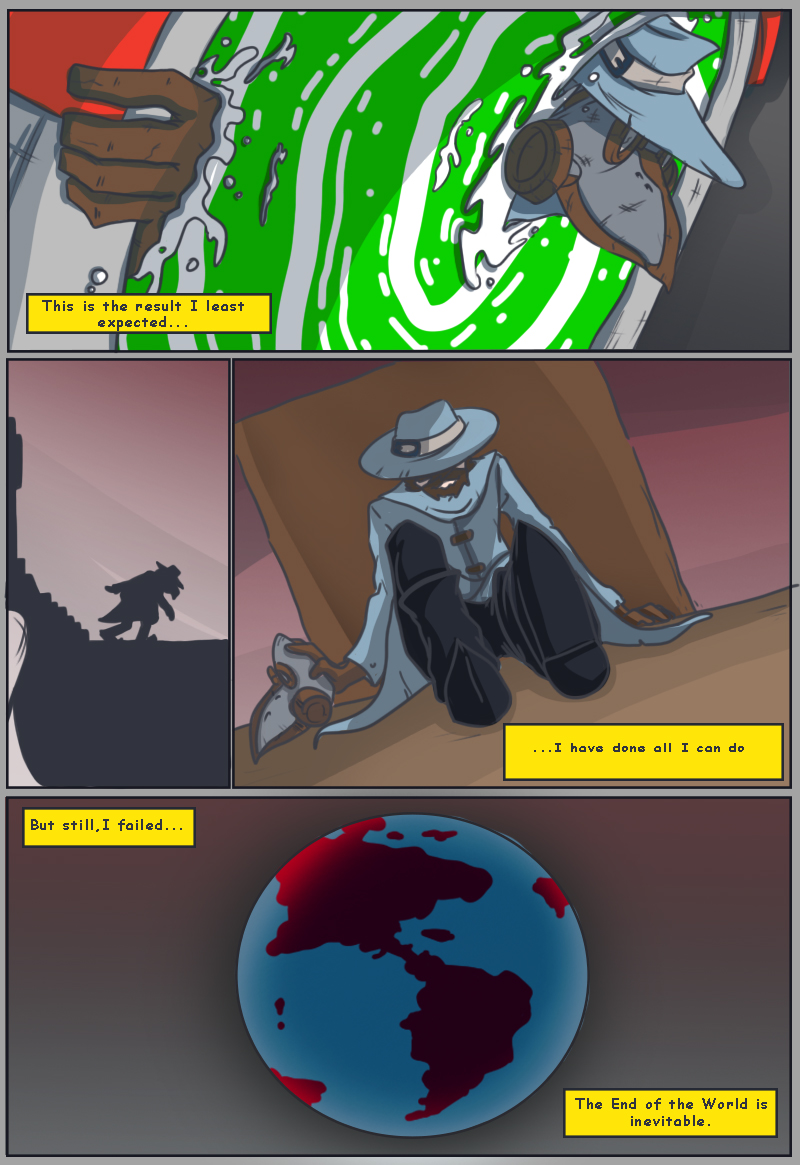 This is the result I least
expected...
...I have done all I can do
But still,I failed...
The End of the World is
inevitable.